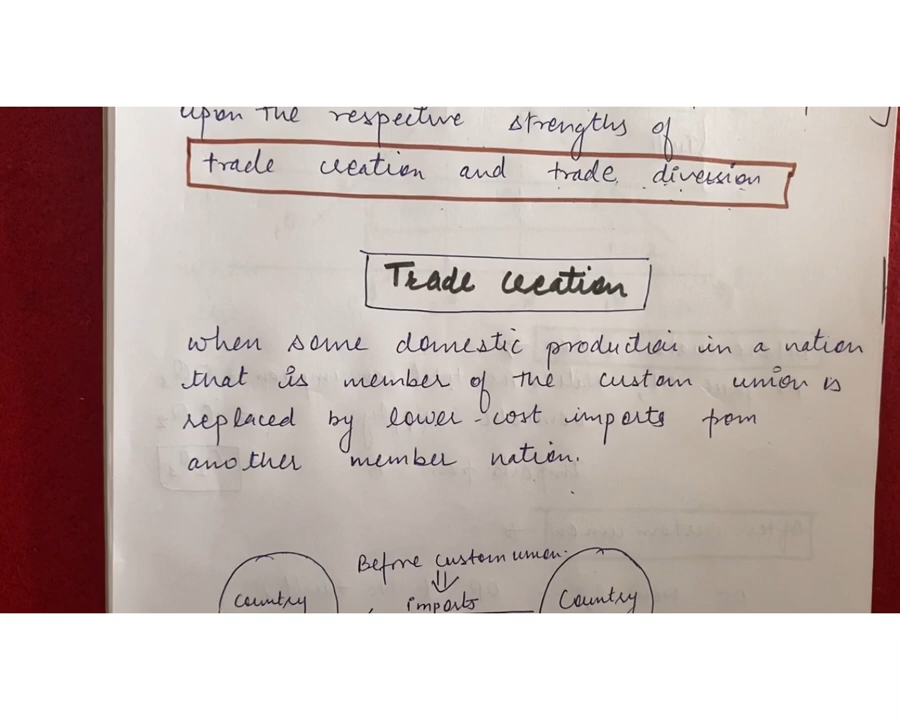 upon the respective strengths of
trade creation and trade diversion
Trade creation
when some domestic production in a nation
that is member of the custom union is
replaced by lower-cost imports from
another member nation.
Before custom union.
Country imports Country